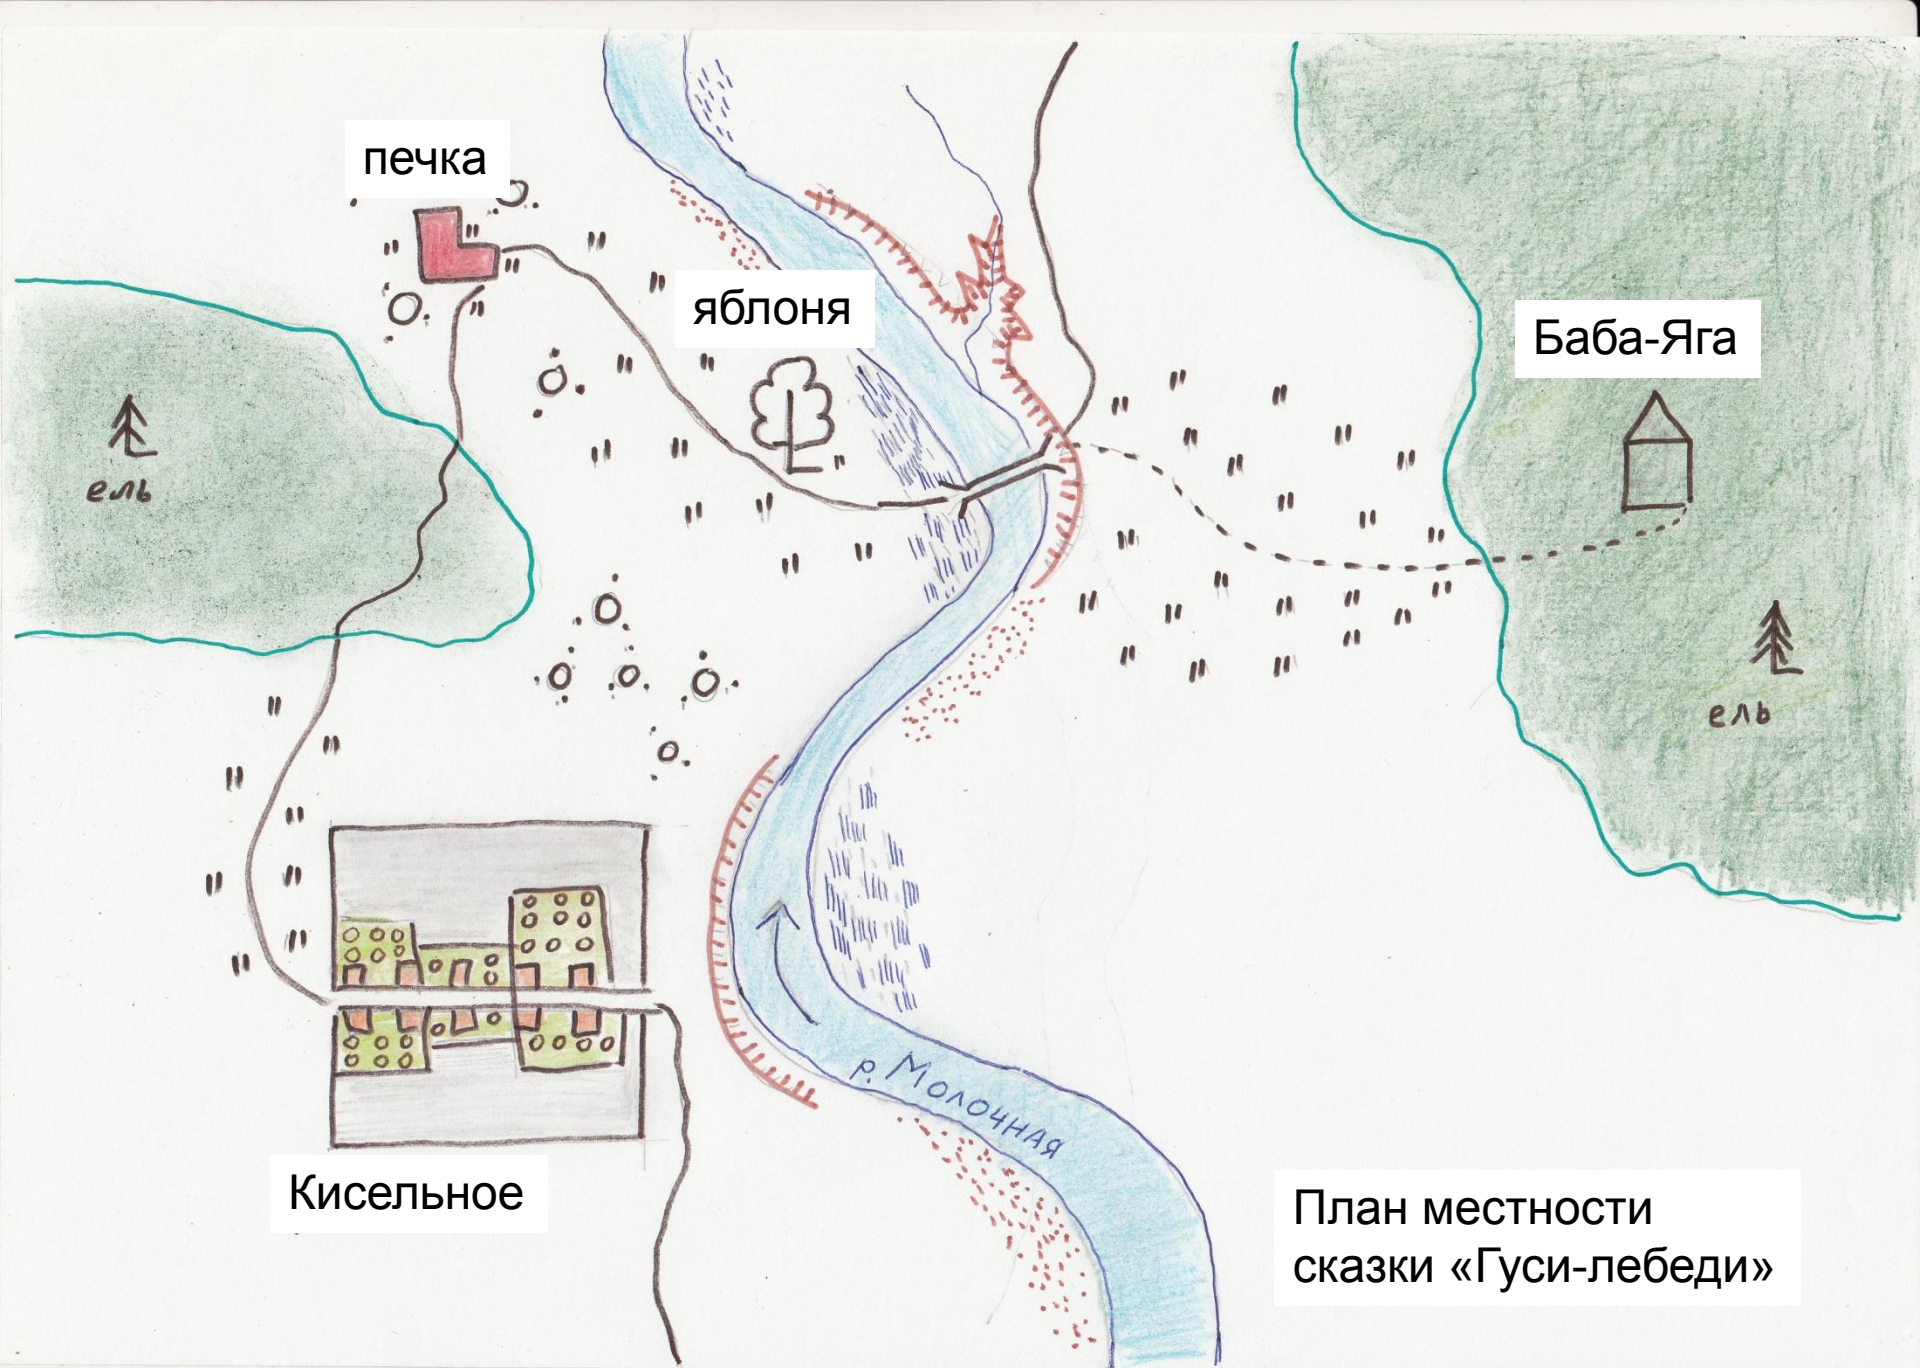 печка
яблоня
Баба-Яга
ель
ель
р. Молочная
Кисельное
План местности
сказки «Гуси-лебеди»